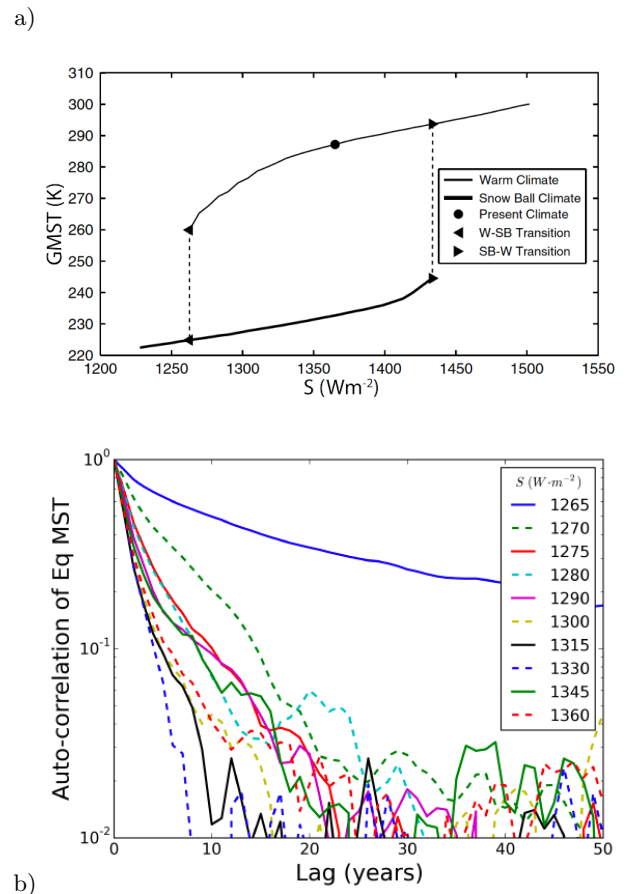 a)
310
300
290
280
270
260
250
240
230
220
GMST (K)
Warm Climate
Snow Ball Climate
Present Climate
W-SB Transition
SB-W Transition
1200 1250 1300 1350 1400 1450 1500 1550
S (Wm-2)
10^0
10^-1
10^-2
Auto-correlation of Eq MST
S (W·m^-2)
1265
1270
1275
1280
1290
1300
1315
1330
1345
1360
0 10 20 30 40 50
Lag (years)
b)